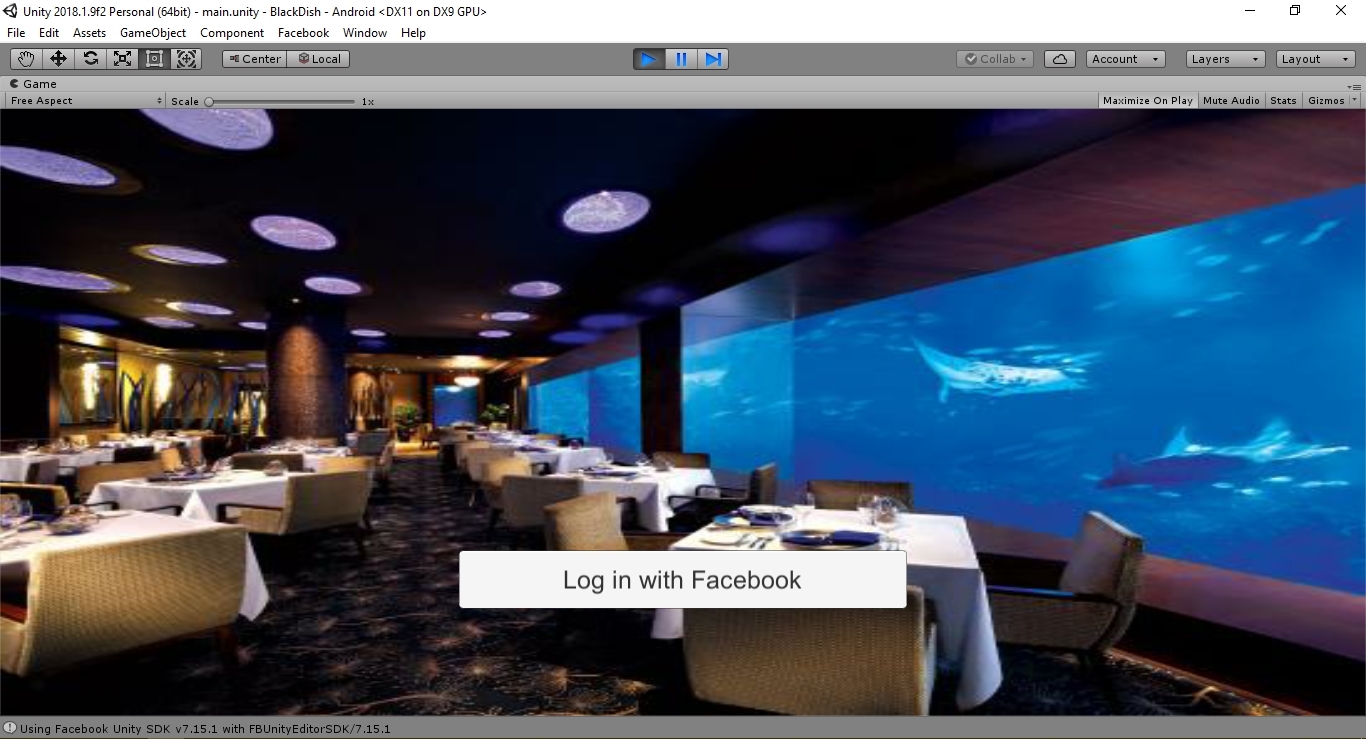 Unity 2018.1.9f2 Personal (64bit) - main.unity - BlackDish - Android <DX11 on DX9 GPU>
File Edit Assets GameObject Component Facebook Window Help
Center Local Collab Account Layers Layout
Game
Free Aspect Scale 1x Maximize On Play Mute Audio Stats Gizmos
Log in with Facebook
Using Facebook Unity SDK v7.15.1 with FBUnityEditorSDK/7.15.1